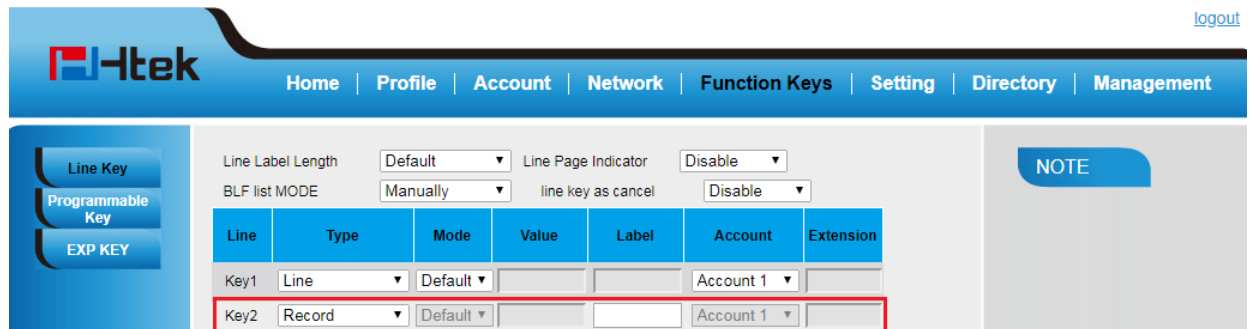 logout
Htek
Home | Profile | Account | Network | Function Keys | Setting | Directory | Management
Line Key
Programmable
Key
EXP KEY
Line Label Length Default Line Page Indicator Disable
BLF list MODE Manually line key as cancel Disable
Line Type Mode Value Label Account Extension
Key1 Line Default Account 1
Key2 Record Default Account 1
NOTE